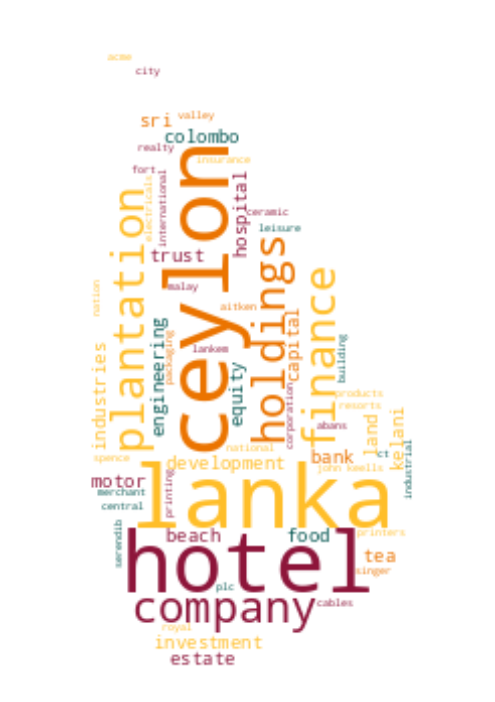 acme
city
sri
valley
colombo
realty
insurance
fort
electricals
international
hospital
ceylon
plantation
ceramic
leisure
trust
holdings
malay
nation
aitken
finance
capital
engineering
packaging
lankem
building
industries
equity
corporation
products
resorts
abans
land
kelani
national
spence
development
bank
ct
john keells
industrial
motor
merchant
printing
lanka
central
serendib
beach
food
printers
hotel
tea
singer
plc
company
cables
royal
investment
estate